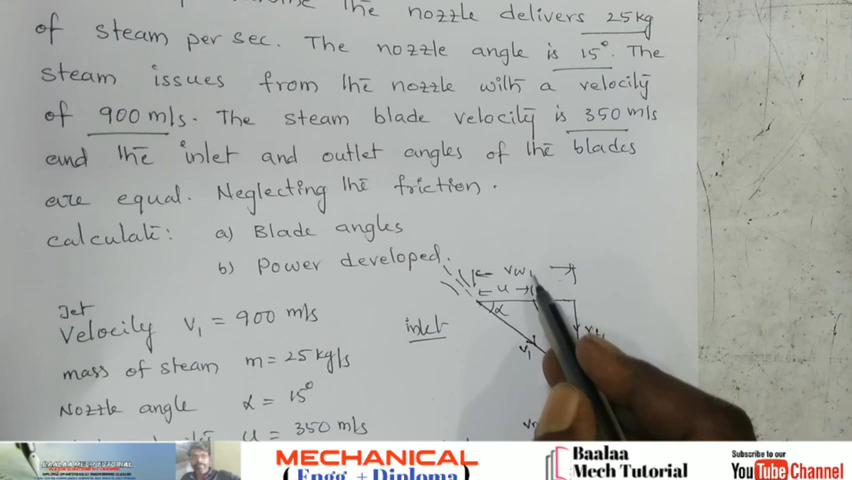 The nozzle delivers 25kg
of steam per sec. The nozzle angle is 15° The
steam issues from the nozzle with a velocity
of 900 m/s. The steam blade velocity is 350 m/s
and the inlet and outlet angles of the blades
are equal. Neglecting the friction.
calculate: a) Blade angles
b) Power developed.
Vw1
u
α
V1
inlet
Jet
Velocity V1 = 900 m/s
mass of steam m = 25 kg/s
Nozzle angle α = 15°
u = 350 m/s
MECHANICAL
(Engg. + Diploma)
Baalaa
Mech Tutorial
Subscribe to our
YouTube Channel